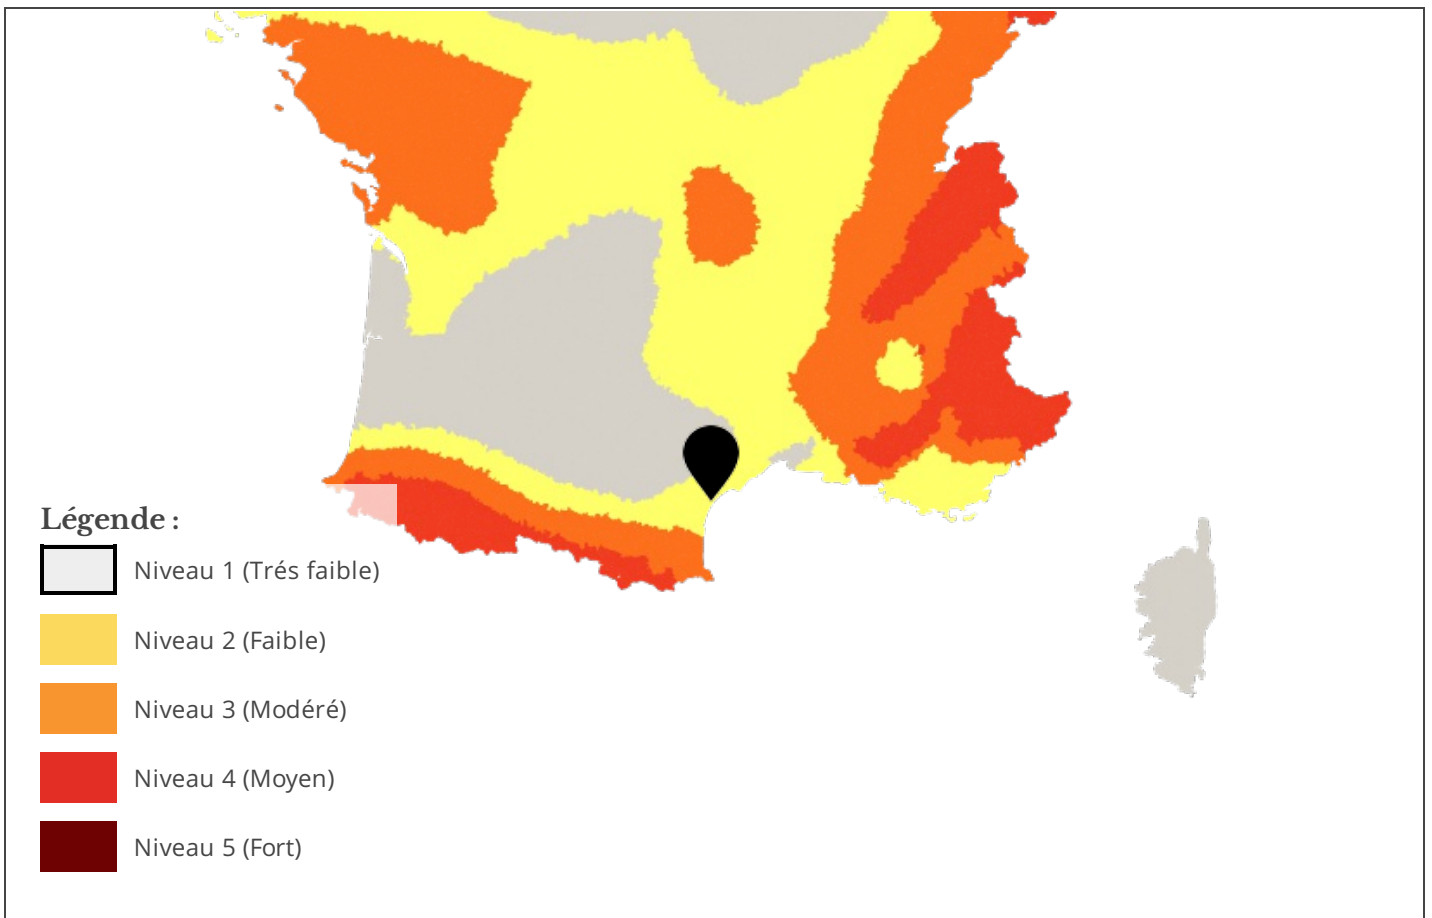 Légende :
Niveau 1 (Trés faible)
Niveau 2 (Faible)
Niveau 3 (Modéré)
Niveau 4 (Moyen)
Niveau 5 (Fort)